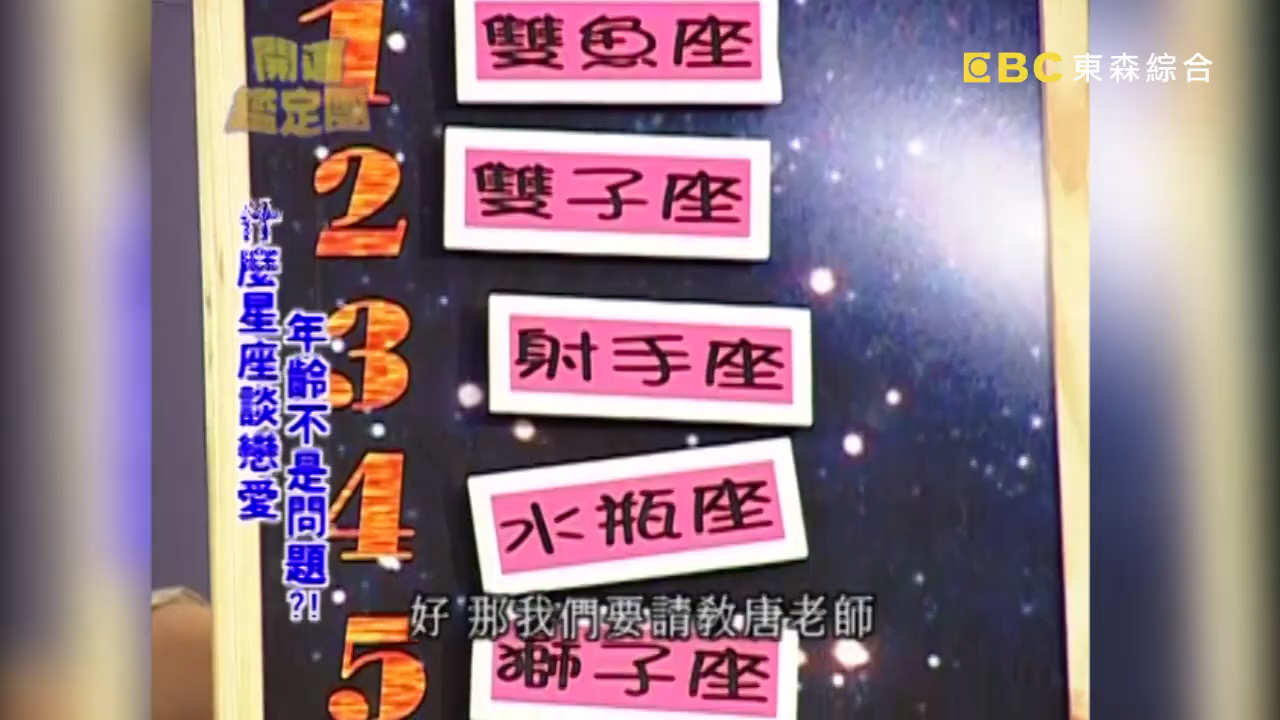 1 雙魚座
2 雙子座
3 射手座
4 水瓶座
5 獅子座
開運
鑑定團
什麼星座談戀愛
年齡不是問題?!
EBC 東森綜合
好 那我們要請教唐老師